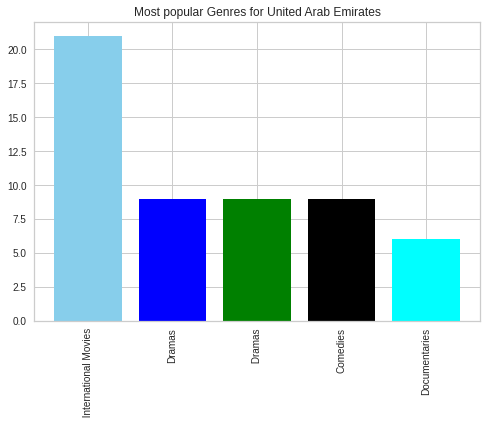 Most popular Genres for United Arab Emirates
20.0
17.5
15.0
12.5
10.0
7.5
5.0
2.5
0.0
International Movies
Dramas
Dramas
Comedies
Documentaries